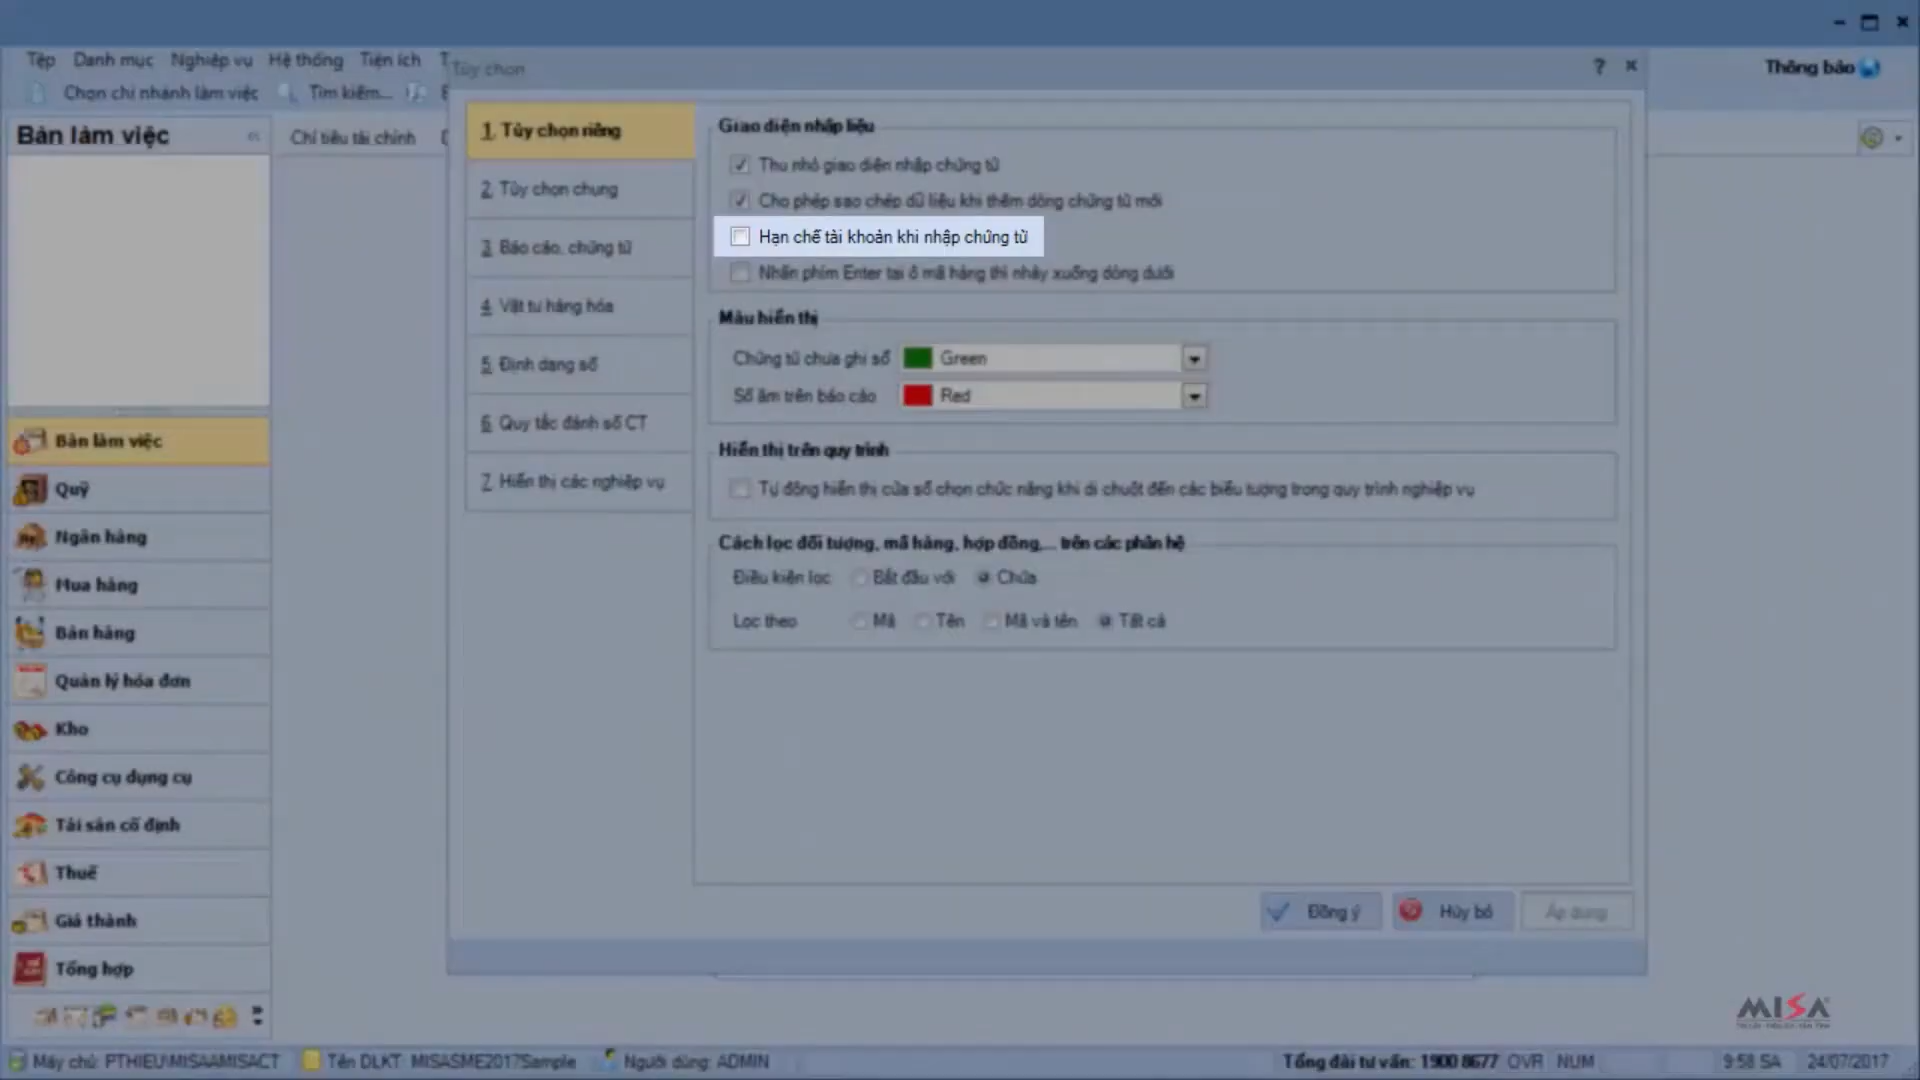 Tệp Danh mục Nghiệp vụ Hệ thống Tiện ích
Thông báo
Chọn chi nhánh làm việc Tìm kiếm...
Tùy chọn
Bàn làm việc
Chỉ tiêu tài chính
1. Tùy chọn riêng
2. Tùy chọn chung
3. Báo cáo, chứng từ
4. Vật tư hàng hóa
5. Định dạng số
6. Quy tắc đánh số CT
7. Hiển thị các nghiệp vụ
Giao diện nhập liệu
Thu nhỏ giao diện nhập chứng từ
Cho phép sao chép dữ liệu khi thêm dòng chứng từ mới
Hạn chế tài khoản khi nhập chứng từ
Nhấn phím Enter tại ô mã hàng thì nhảy xuống dòng dưới
Màu hiển thị
Chứng từ chưa ghi sổ Green
Số âm trên báo cáo Red
Hiển thị trên quy trình
Tự động hiển thị cửa sổ chọn chức năng khi di chuột đến các biểu tượng trong quy trình nghiệp vụ
Cách lọc đối tượng, mã hàng, hợp đồng,... trên các phân hệ
Điều kiện lọc Bắt đầu với Chứa
Lọc theo Mã Tên Mã và tên Tất cả
Đồng ý Hủy bỏ Áp dụng
Bàn làm việc
Quỹ
Ngân hàng
Mua hàng
Bán hàng
Quản lý hóa đơn
Kho
Công cụ dụng cụ
Tài sản cố định
Thuế
Giá thành
Tổng hợp
MISA
Máy chủ: PTHIEU\MISAAMISACT Tên DLKT: MISASME2017Sample Người dùng: ADMIN
Tổng đài tư vấn: 1900 8677 OVR NUM 9:58 SA 24/07/2017